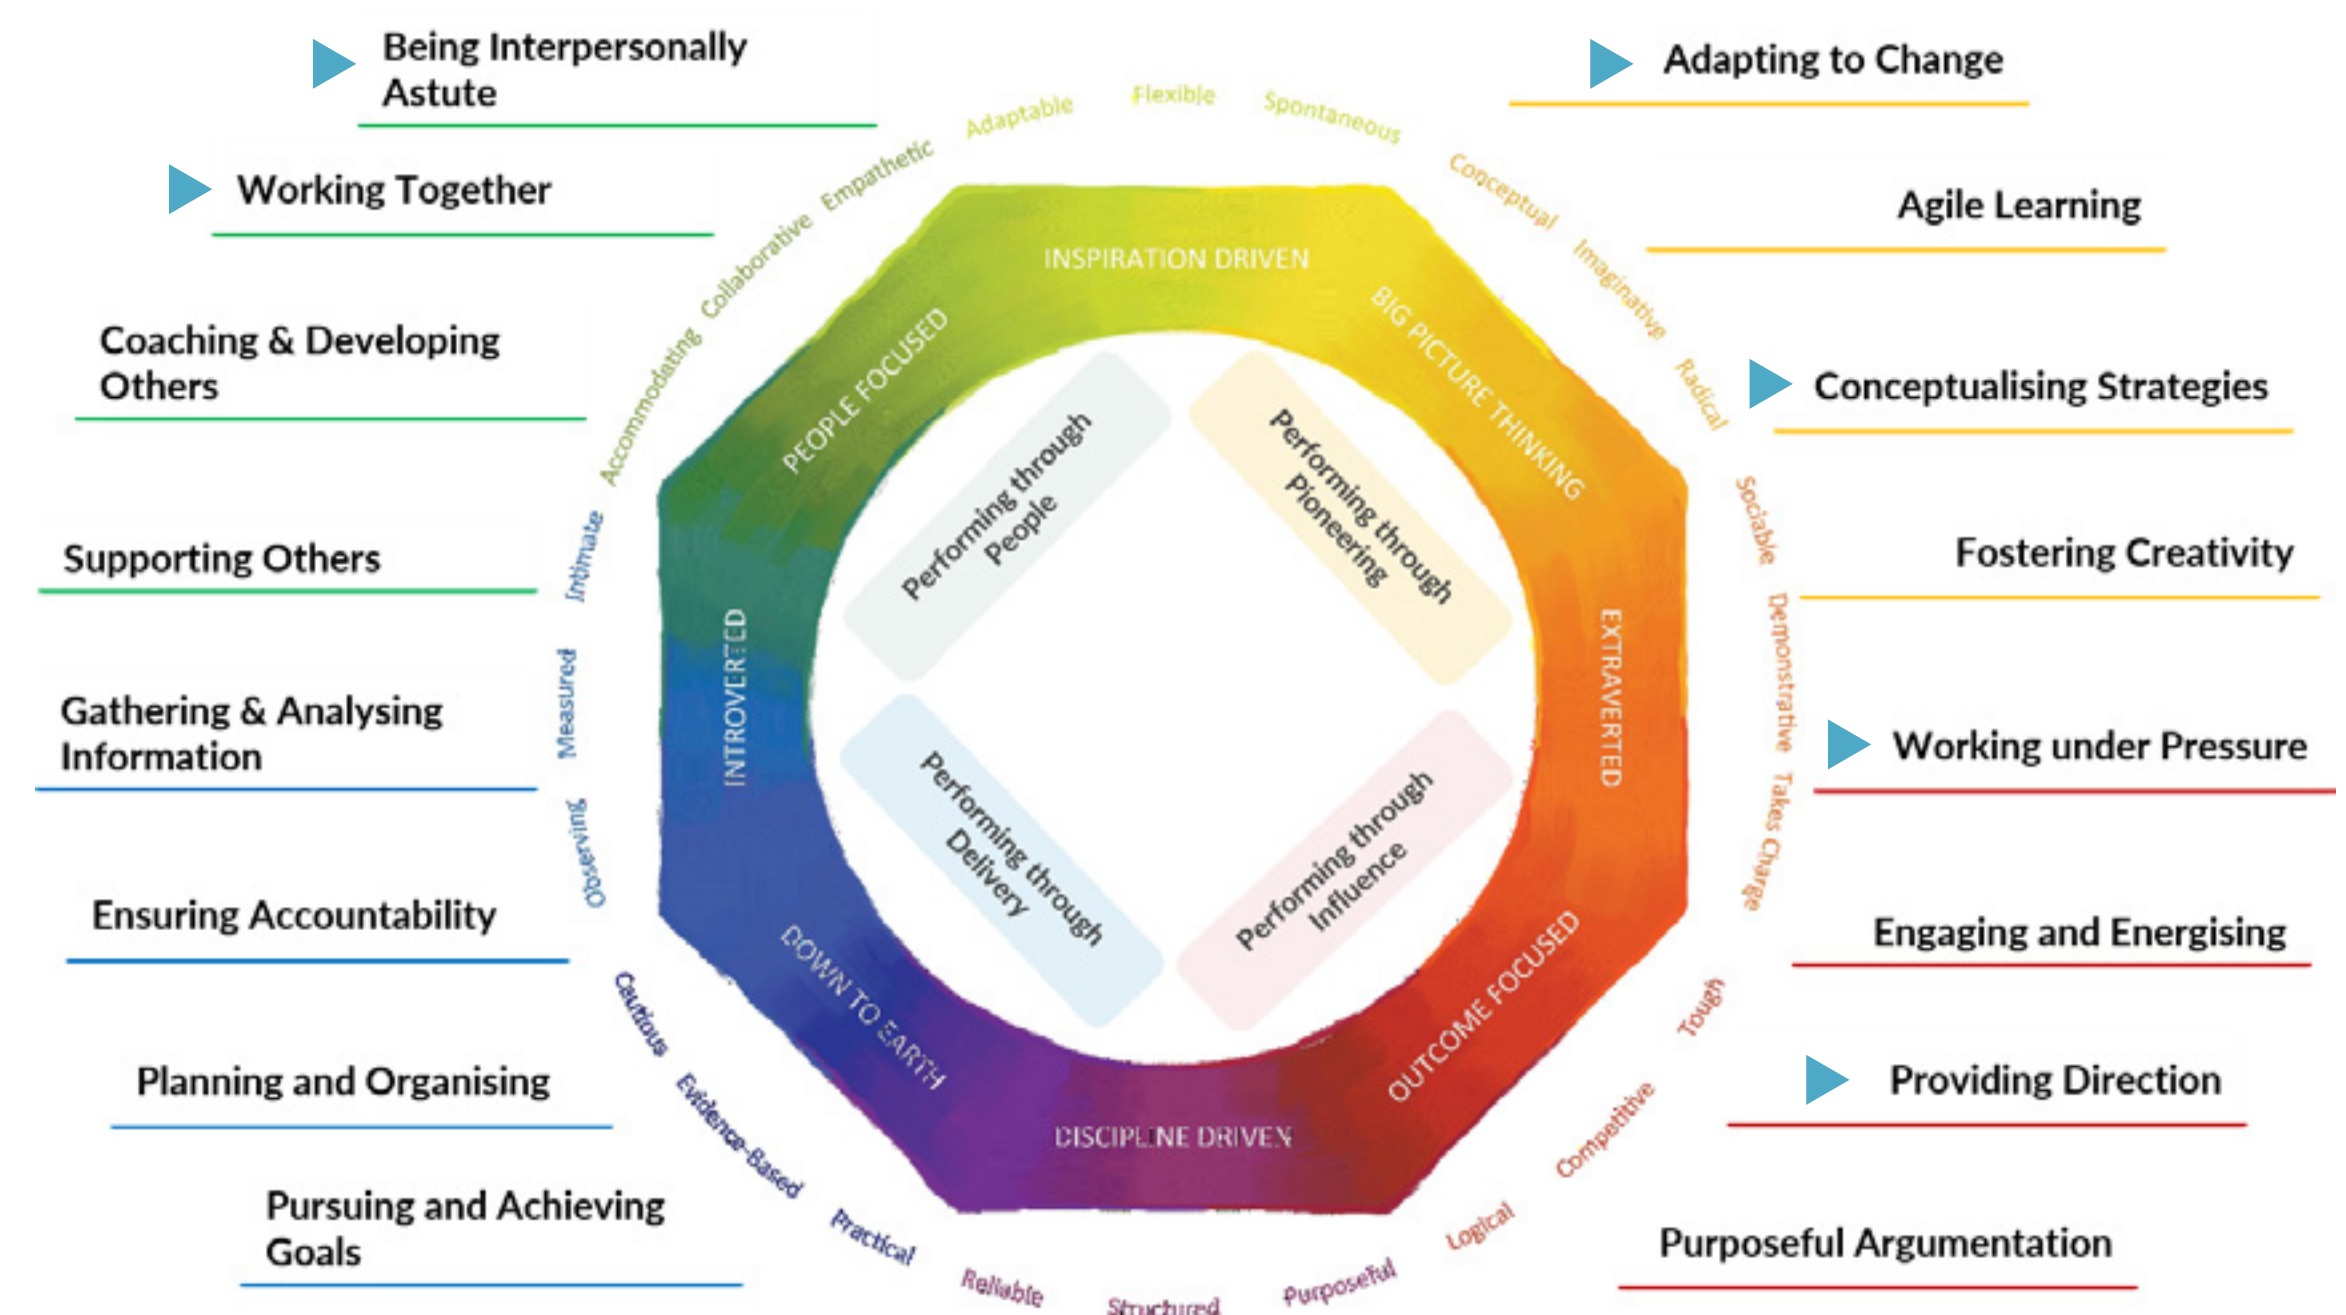 Being Interpersonally
Astute
Working Together
Coaching & Developing
Others
Supporting Others
Gathering & Analysing
Information
Ensuring Accountability
Planning and Organising
Pursuing and Achieving
Goals
Adaptable
Flexible
Spontaneous
Empathetic
Collaborative
Accommodating
Intimate
Measured
Observing
Cautious
Evidence-Based
Practical
Reliable
Structured
Purposeful
Logical
Competitive
Tough
Takes Charge
Demonstrative
Sociable
Radical
Imaginative
Conceptual
INSPIRATION DRIVEN
BIG PICTURE THINKING
EXTRAVERTED
OUTCOME FOCUSED
DISCIPLINE DRIVEN
DOWN TO EARTH
INTROVERTED
PEOPLE FOCUSED
Performing through
People
Performing through
Pioneering
Performing through
Delivery
Performing through
Influence
Adapting to Change
Agile Learning
Conceptualising Strategies
Fostering Creativity
Working under Pressure
Engaging and Energising
Providing Direction
Purposeful Argumentation